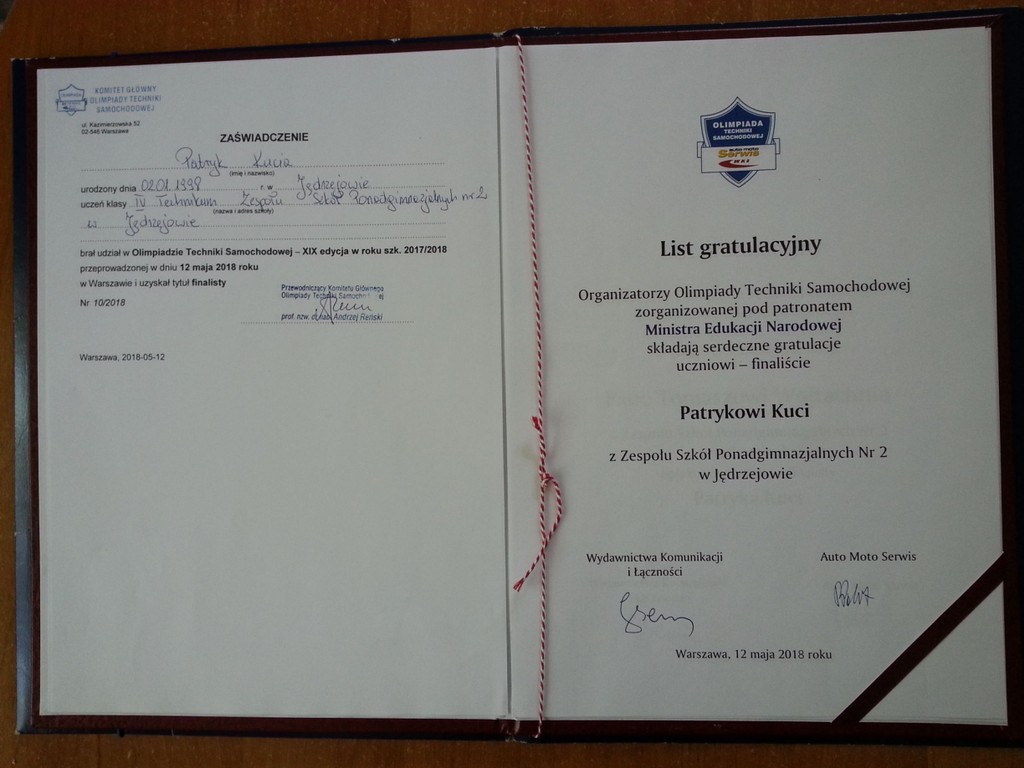 KOMITET GŁÓWNY
OLIMPIADY TECHNIKI
SAMOCHODOWEJ
ul. Kazimierzowska 52
02-546 Warszawa
ZAŚWIADCZENIE
Patryk Kucia
(imię i nazwisko)
urodzony dnia 02.01.1998 r. w Jędrzejowie
uczeń klasy IV Technikum Zespołu Szkół Ponadgimnazjalnych nr 2
(nazwa i adres szkoły)
w Jędrzejowie
brał udział w Olimpiadzie Techniki Samochodowej – XIX edycja w roku szk. 2017/2018
przeprowadzonej w dniu 12 maja 2018 roku
w Warszawie i uzyskał tytuł finalisty
Nr 10/2018
Przewodniczący Komitetu Głównego
Olimpiady Techniki Samochodowej
prof. nzw. dr hab. Andrzej Reński
Warszawa, 2018-05-12
OLIMPIADA
TECHNIKI
SAMOCHODOWEJ
auto moto
Serwis
WKŁ
List gratulacyjny
Organizatorzy Olimpiady Techniki Samochodowej
zorganizowanej pod patronatem
Ministra Edukacji Narodowej
składają serdeczne gratulacje
uczniowi – finaliście
Patrykowi Kuci
z Zespołu Szkół Ponadgimnazjalnych Nr 2
w Jędrzejowie
Wydawnictwa Komunikacji
i Łączności
Auto Moto Serwis
Warszawa, 12 maja 2018 roku